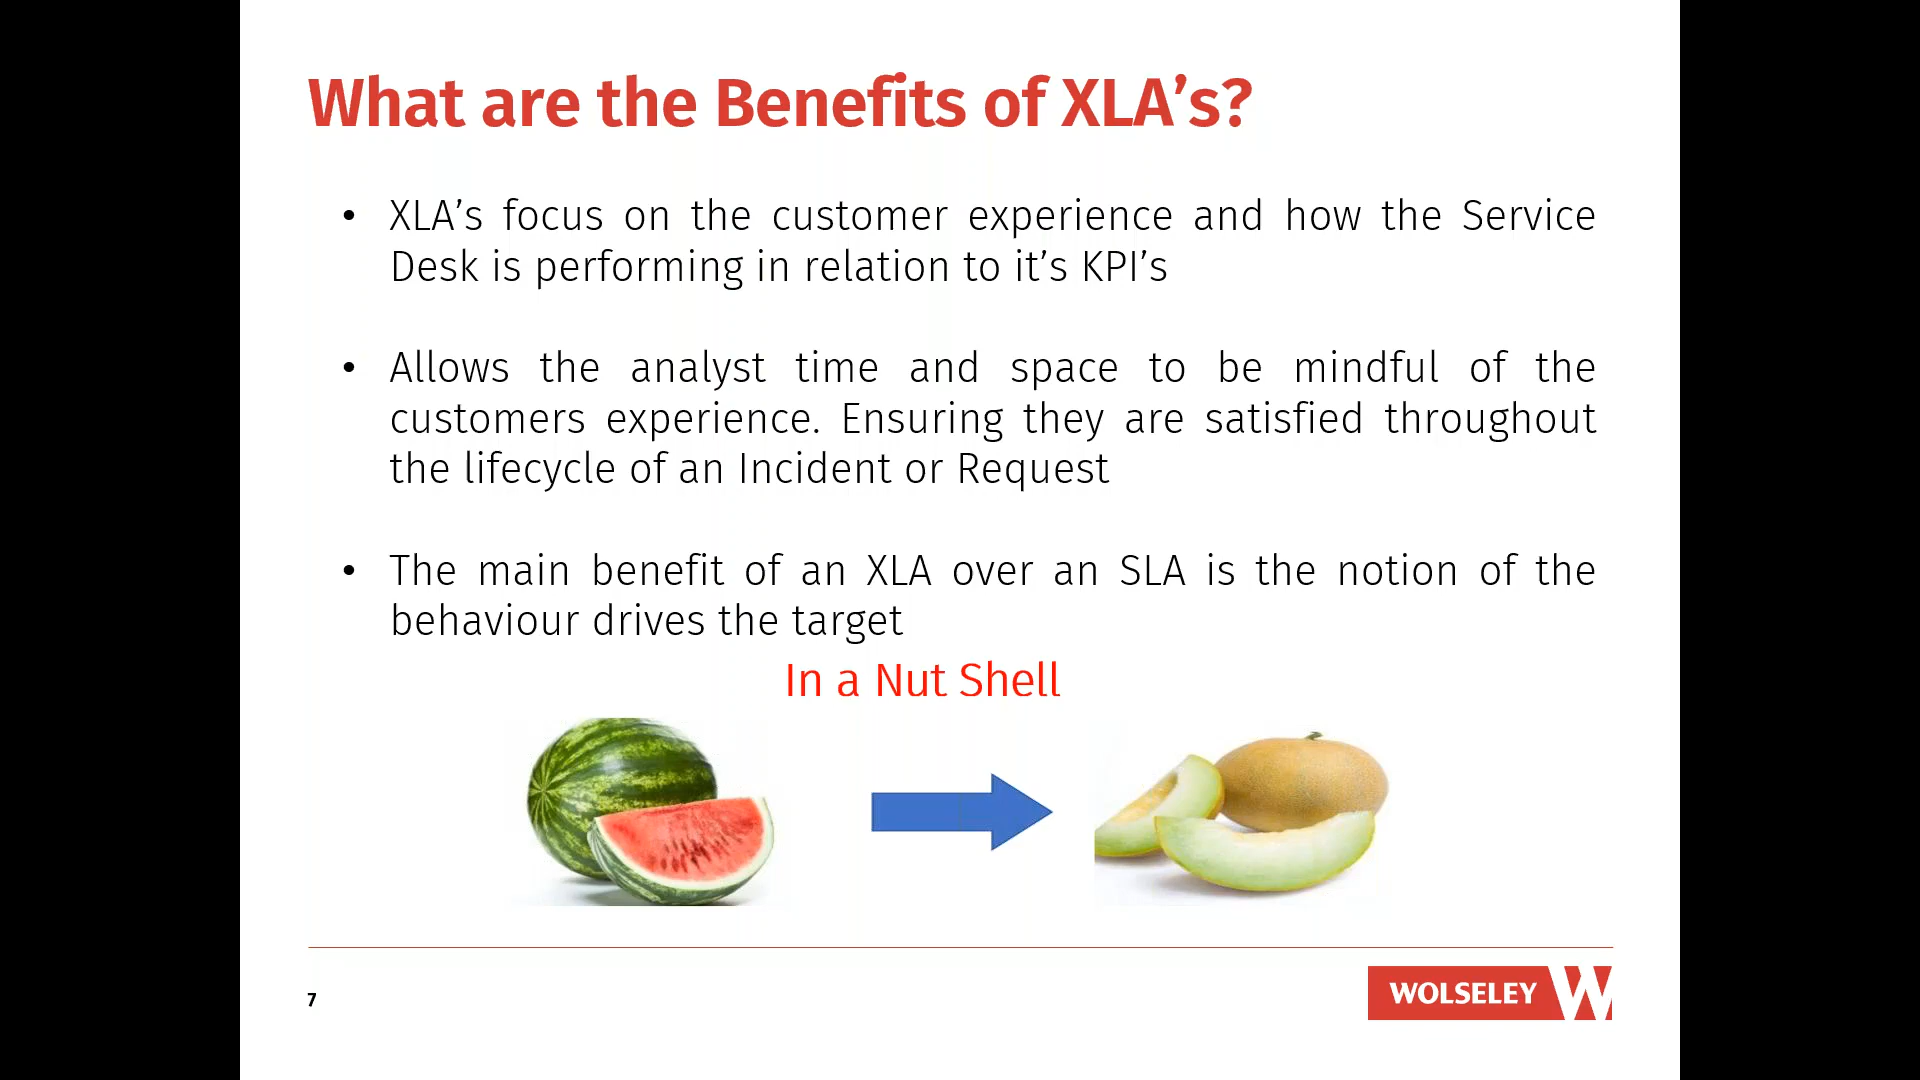 What are the Benefits of XLA’s?
• XLA’s focus on the customer experience and how the Service
Desk is performing in relation to it’s KPI’s
• Allows the analyst time and space to be mindful of the
customers experience. Ensuring they are satisfied throughout
the lifecycle of an Incident or Request
• The main benefit of an XLA over an SLA is the notion of the
behaviour drives the target
In a Nut Shell
7
WOLSELEY W